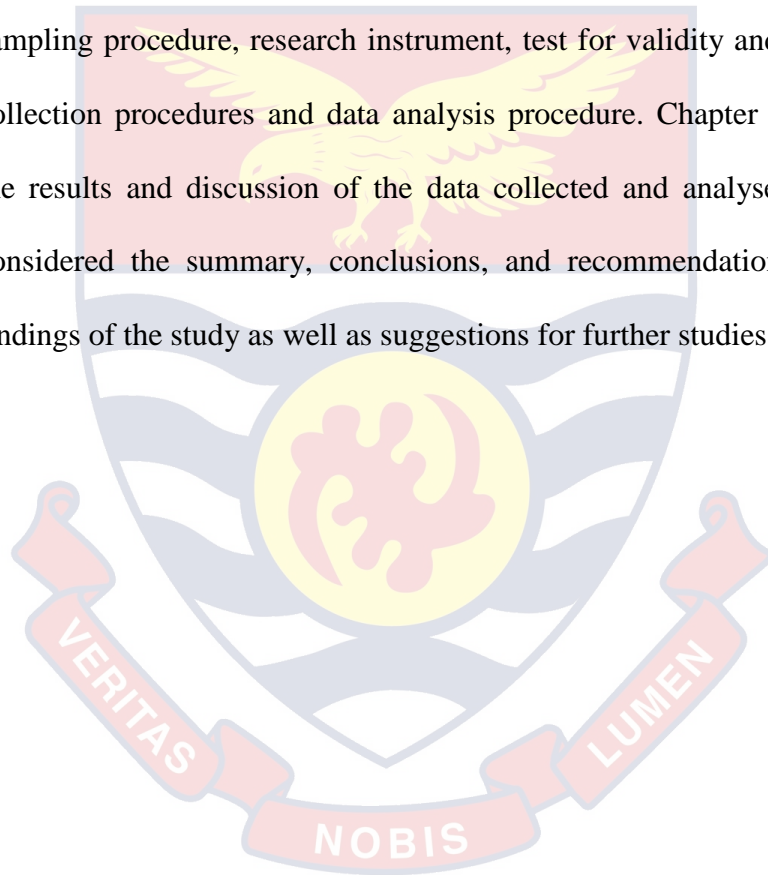 ampling procedure, research instrument, test for validity and
ollection procedures and data analysis procedure. Chapter
e results and discussion of the data collected and analyse
onsidered the summary, conclusions, and recommendation
ndings of the study as well as suggestions for further studies
VERITAS
NOBIS
LUMEN